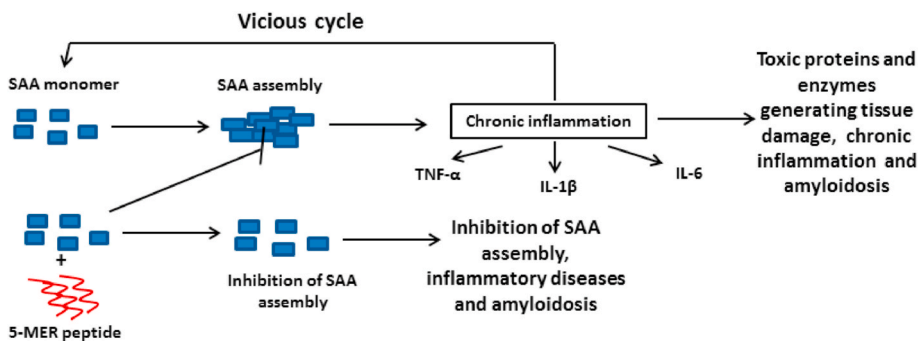 Vicious cycle
SAA monomer
SAA assembly
Chronic inflammation
TNF-α
IL-1β
IL-6
Toxic proteins and
enzymes
generating tissue
damage, chronic
inflammation and
amyloidosis
+
5-MER peptide
Inhibition of SAA
assembly
Inhibition of SAA
assembly,
inflammatory diseases
and amyloidosis